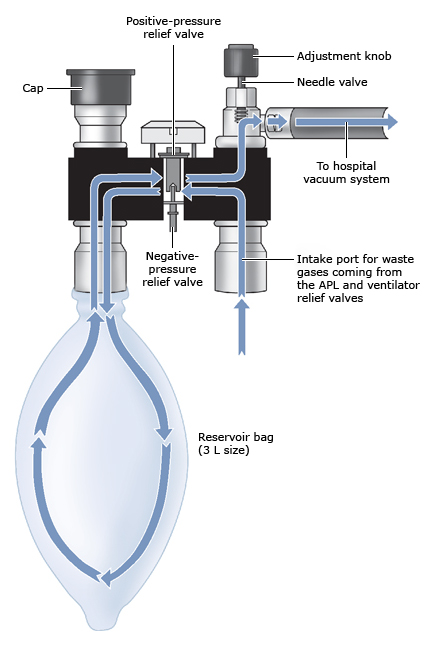 Positive-pressure
relief valve
Adjustment knob
Needle valve
Cap
To hospital
vacuum system
Negative-
pressure
relief valve
Intake port for waste
gases coming from
the APL and ventilator
relief valves
Reservoir bag
(3 L size)